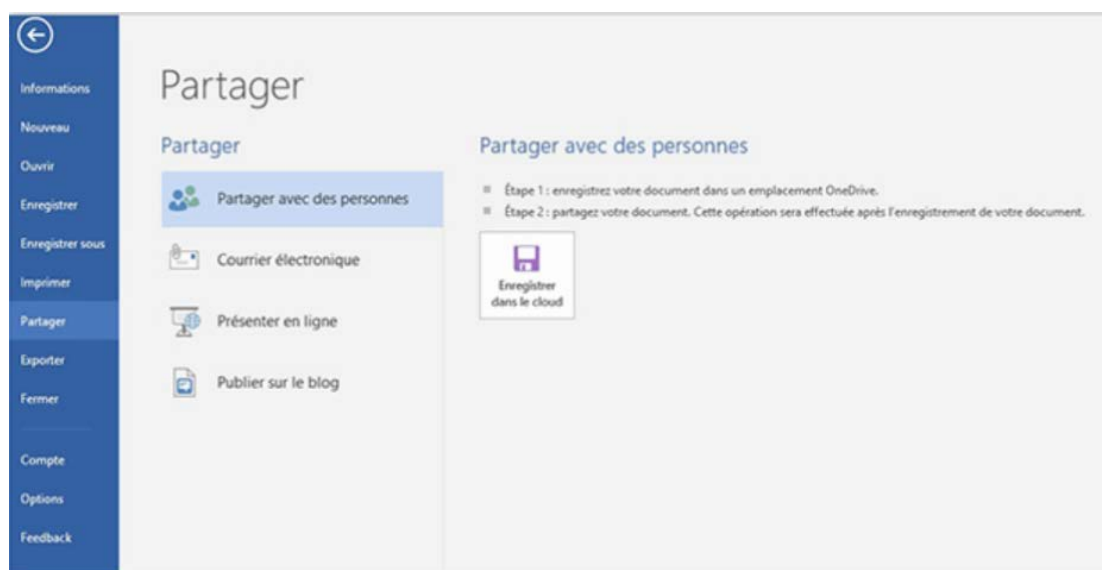 Informations
Nouveau
Ouvrir
Enregistrer
Enregistrer sous
Imprimer
Partager
Exporter
Fermer
Compte
Options
Feedback
Partager
Partager
Partager avec des personnes
Courrier électronique
Présenter en ligne
Publier sur le blog
Partager avec des personnes
Étape 1 : enregistrez votre document dans un emplacement OneDrive.
Étape 2 : partagez votre document. Cette opération sera effectuée après l'enregistrement de votre document.
Enregistrer
dans le cloud